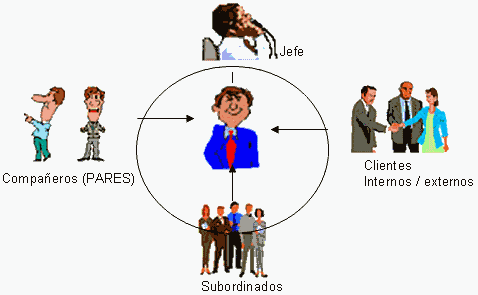 Jefe
Compañeros (PARES)
Clientes
Internos / externos
Subordinados